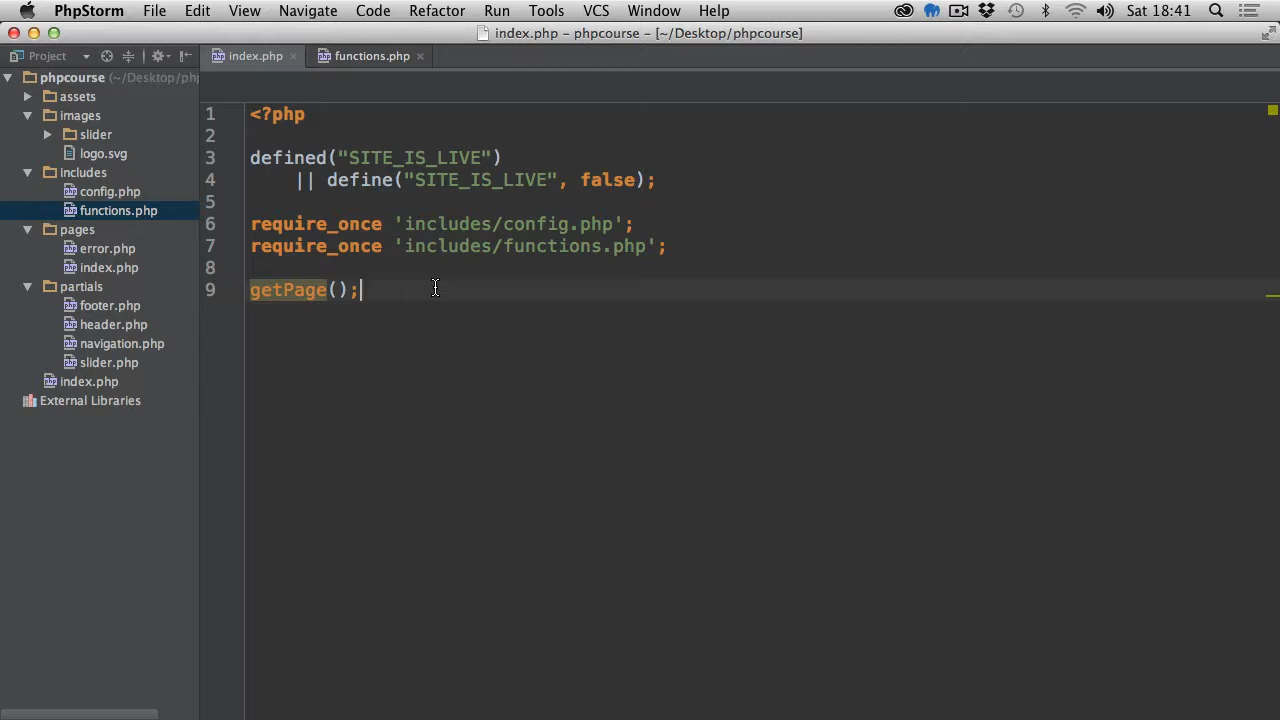 PhpStorm File Edit View Navigate Code Refactor Run Tools VCS Window Help Sat 18:41
index.php – phpcourse – [~/Desktop/phpcourse]
Project index.php functions.php
phpcourse (~/Desktop/php
assets
images
slider
logo.svg
includes
config.php
functions.php
pages
error.php
index.php
partials
footer.php
header.php
navigation.php
slider.php
index.php
External Libraries
1 <?php
2
3 defined("SITE_IS_LIVE")
4 || define("SITE_IS_LIVE", false);
5
6 require_once 'includes/config.php';
7 require_once 'includes/functions.php';
8
9 getPage();